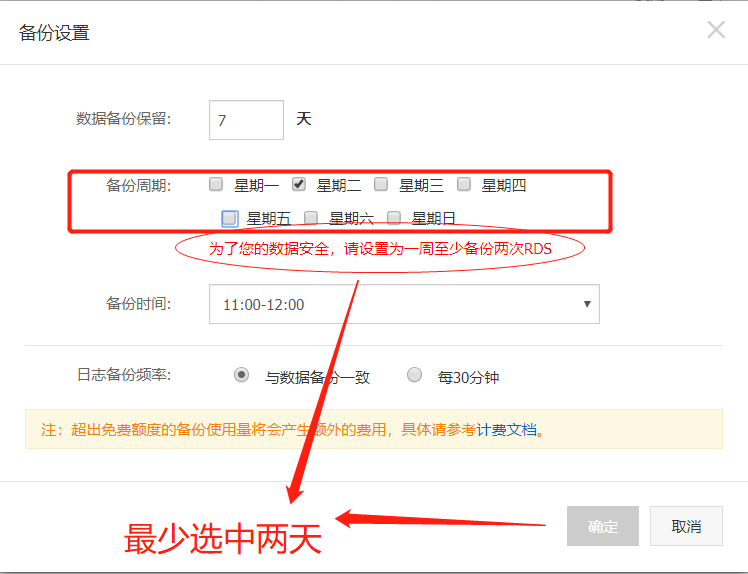 备份设置
数据备份保留: 7 天
备份周期: 星期一 星期二 星期三 星期四
星期五 星期六 星期日
为了您的数据安全，请设置为一周至少备份两次RDS
备份时间: 11:00-12:00
日志备份频率: 与数据备份一致 每30分钟
注：超出免费额度的备份使用量将会产生额外的费用，具体请参考计费文档。
最少选中两天
确定 取消